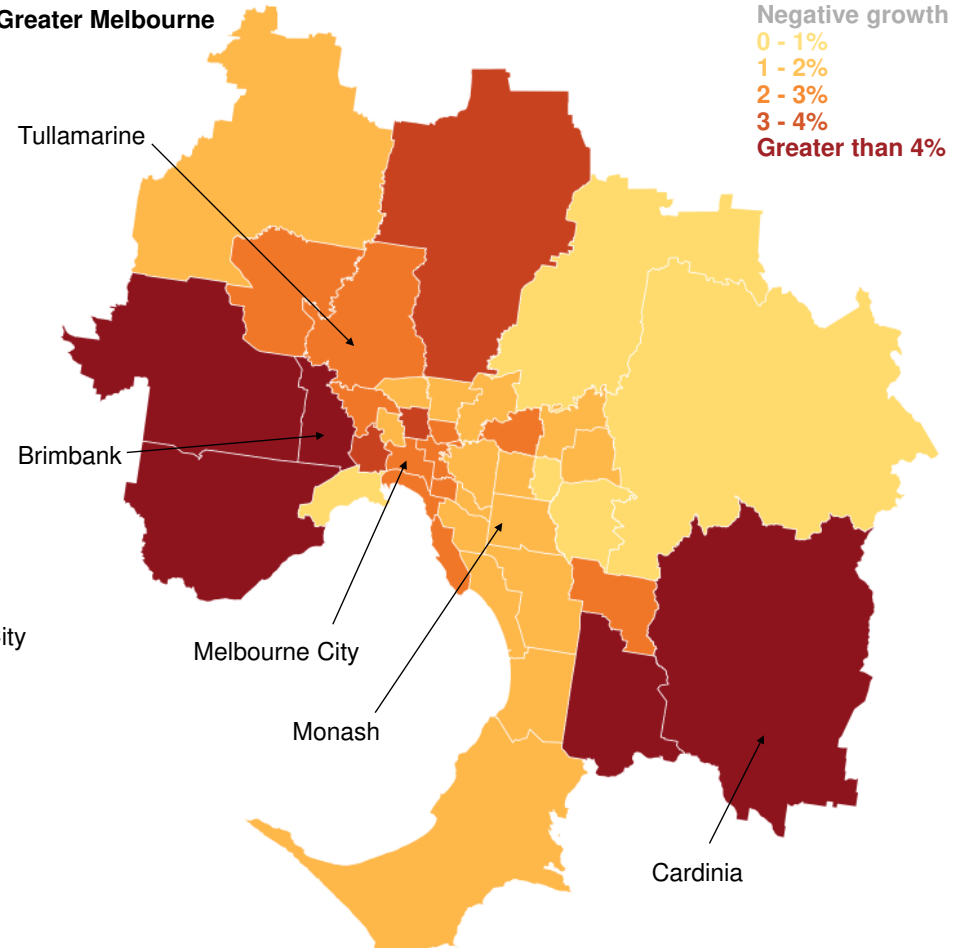 Greater Melbourne
Negative growth
0 - 1%
1 - 2%
2 - 3%
3 - 4%
Greater than 4%
Tullamarine
Brimbank
Melbourne City
Monash
Cardinia